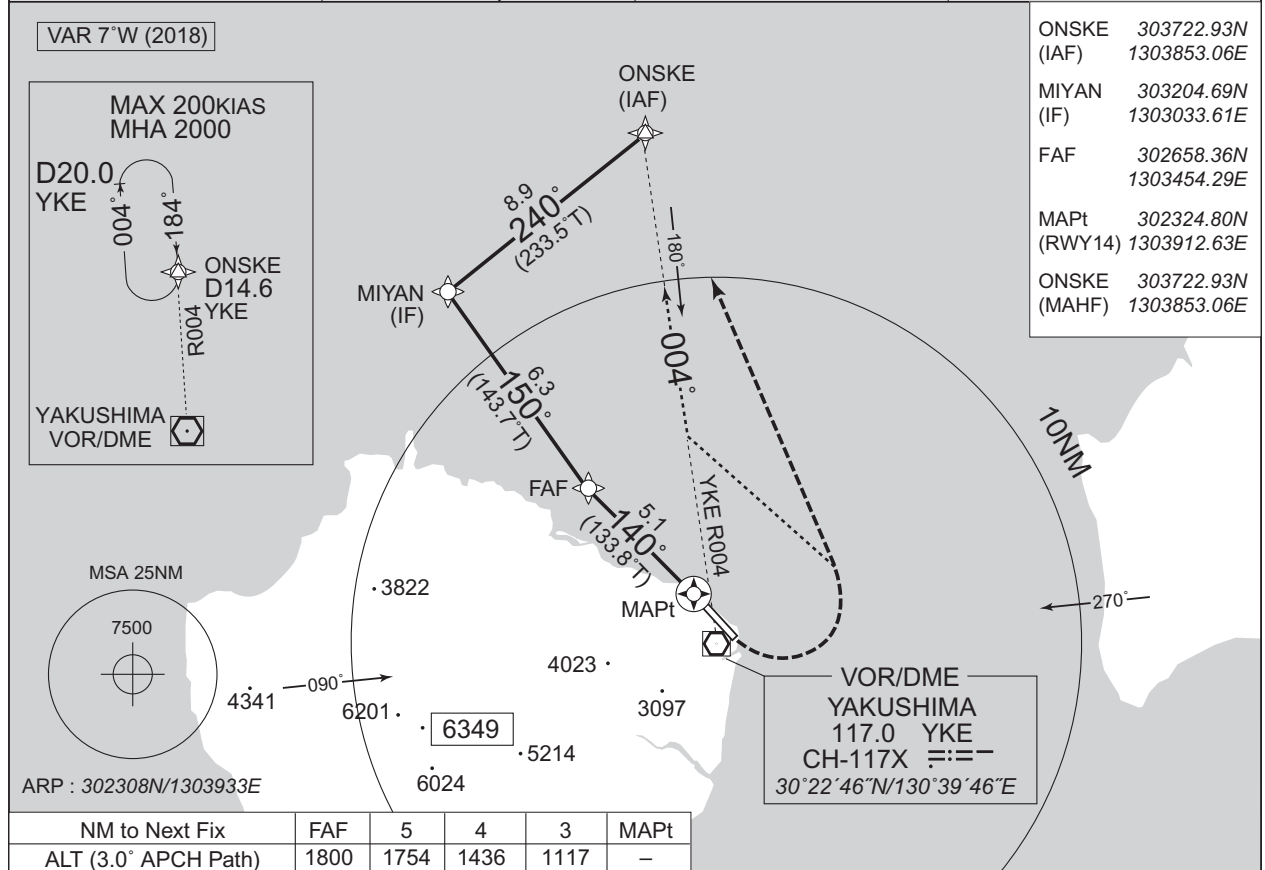 VAR 7°W (2018)
MAX 200KIAS
MHA 2000
D20.0
YKE
004°
184°
ONSKE
D14.6
YKE
R004
YAKUSHIMA
VOR/DME
ONSKE
(IAF)
8.9
240°
(233.5°T)
MIYAN
(IF)
6.3
150°
(143.7°T)
FAF
5.1
140°
(133.8°T)
MAPt
180°
004°
YKE R004
10NM
270°
090°
ONSKE 303722.93N
(IAF) 1303853.06E
MIYAN 303204.69N
(IF) 1303033.61E
FAF 302658.36N
1303454.29E
MAPt 302324.80N
(RWY14) 1303912.63E
ONSKE 303722.93N
(MAHF) 1303853.06E
MSA 25NM
7500
ARP : 302308N/1303933E
3822
4341
6201
6349
6024
5214
4023
3097
VOR/DME
YAKUSHIMA
117.0 YKE
CH-117X
30°22′46″N/130°39′46″E
NM to Next Fix FAF 5 4 3 MAPt
ALT (3.0° APCH Path) 1800 1754 1436 1117 –